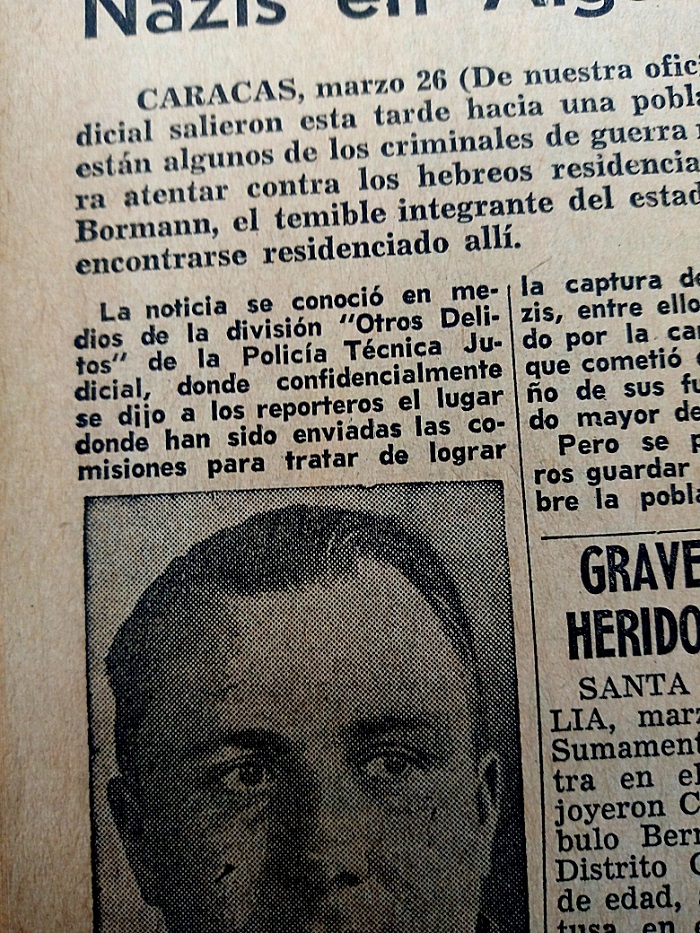 Nazis en
CARACAS, marzo 26 (De nuestra ofici
dicial salieron esta tarde hacia una pobla
están algunos de los criminales de guerra
ra atentar contra los hebreos residencia
Bormann, el temible integrante del estad
encontrarse residenciado allí.
La noticia se conoció en me-
dios de la división "Otros Deli-
tos" de la Policía Técnica Ju-
dicial, donde confidencialmente
se dijo a los reporteros el lugar
donde han sido enviadas las co-
misiones para tratar de lograr
la captura de
zis, entre ello
do por la ca
que cometió
ño de sus fu
do mayor de
Pero se p
ros guardar
bre la pobla
GRAVE
HERIDO
SANTA
LIA, marz
Sumament
tra en el
joyeron C
bulo Bern
Distrito
de edad,
tusa en